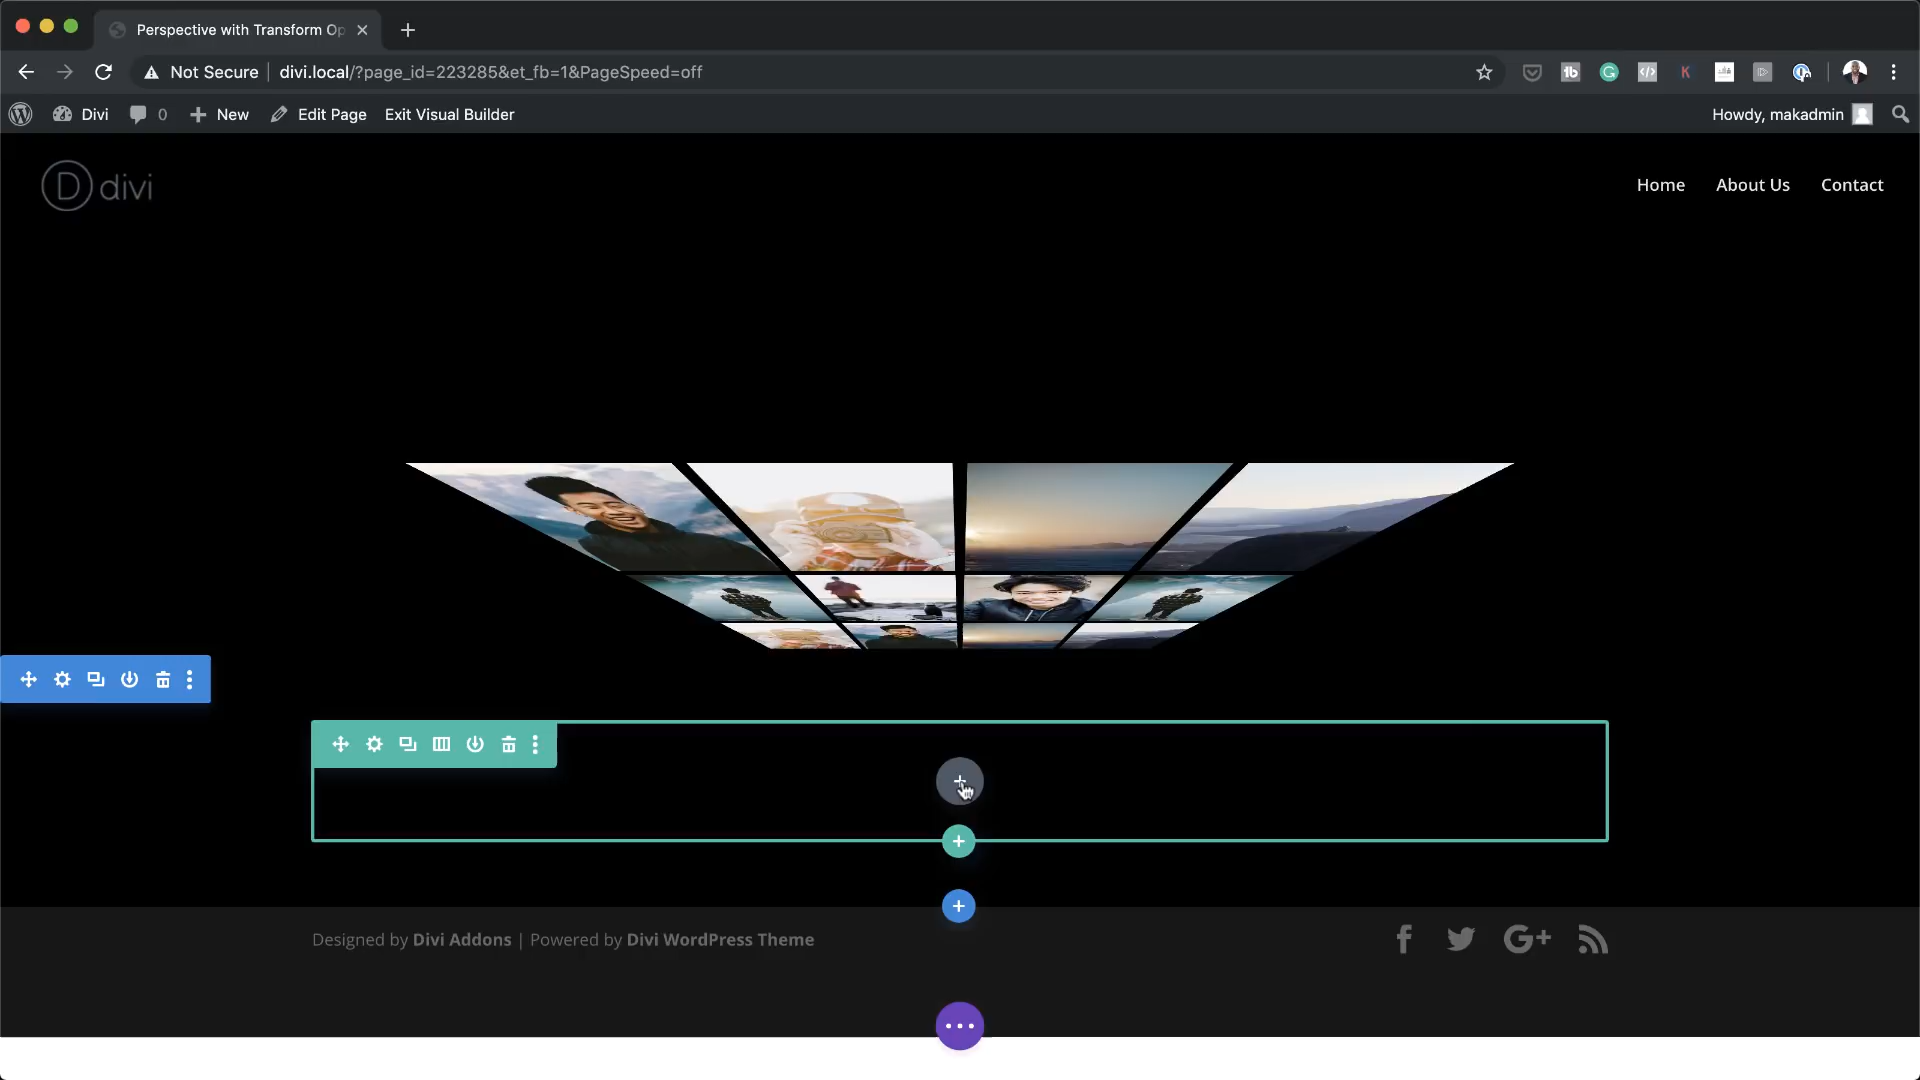 Perspective with Transform Op
Not Secure
divi.local/?page_id=223285&et_fb=1&PageSpeed=off
Divi
0
New
Edit Page
Exit Visual Builder
Howdy, makadmin
D divi
Home
About Us
Contact
Designed by Divi Addons | Powered by Divi WordPress Theme